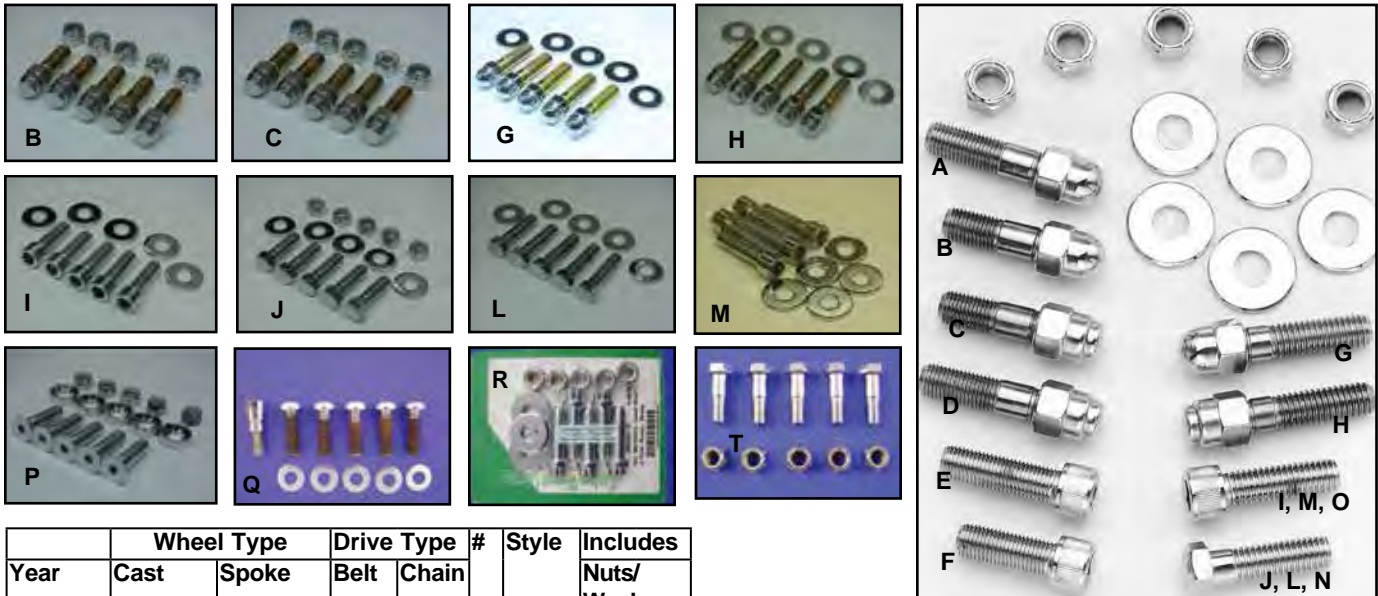 B
C
G
H
I
J
L
M
P
Q
R
T
A
B
C
D
E
F
G
H
I, M, O
J, L, N
Wheel Type Drive Type # Style Includes
Year Cast Spoke Belt Chain Nuts/